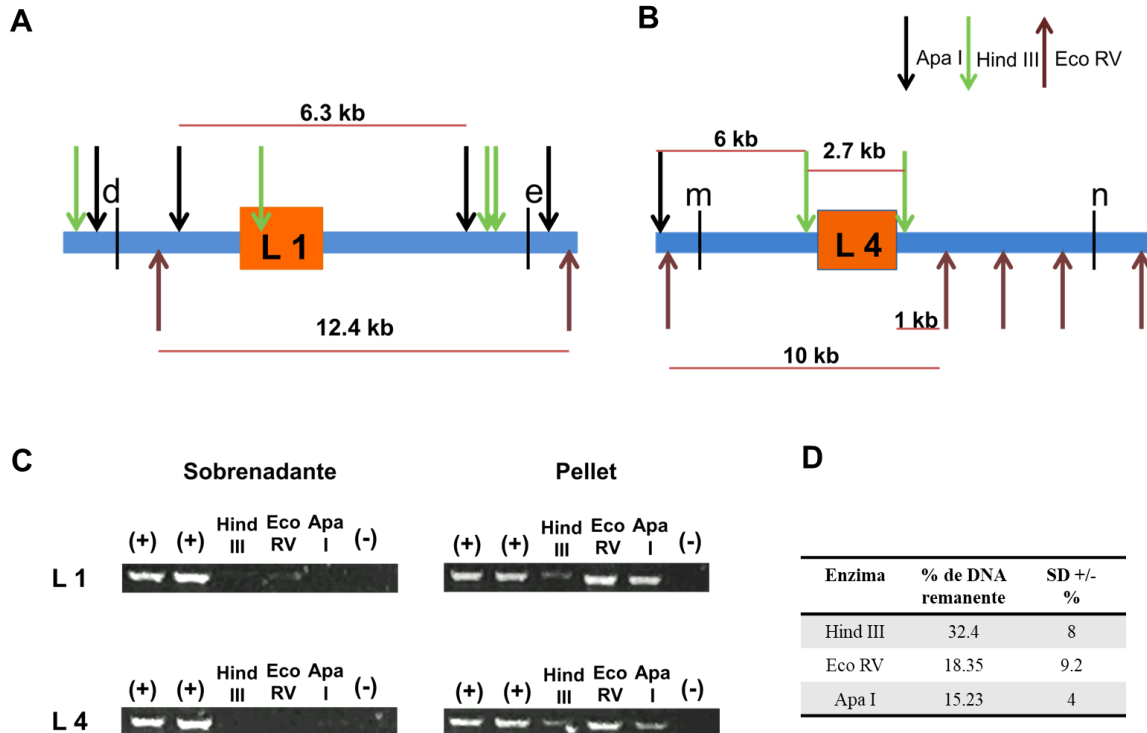 A
6.3 kb
d
e
L 1
12.4 kb
B
Apa I
Hind III
Eco RV
6 kb
2.7 kb
m
n
L 4
1 kb
10 kb
C
Sobrenadante
Pellet
(+) (+) Hind III Eco RV Apa I (-)
(+) (+) Hind III Eco RV Apa I (-)
L 1
(+) (+) Hind III Eco RV Apa I (-)
(+) (+) Hind III Eco RV Apa I (-)
L 4
D
Enzima % de DNA remanente SD +/- %
Hind III 32.4 8
Eco RV 18.35 9.2
Apa I 15.23 4